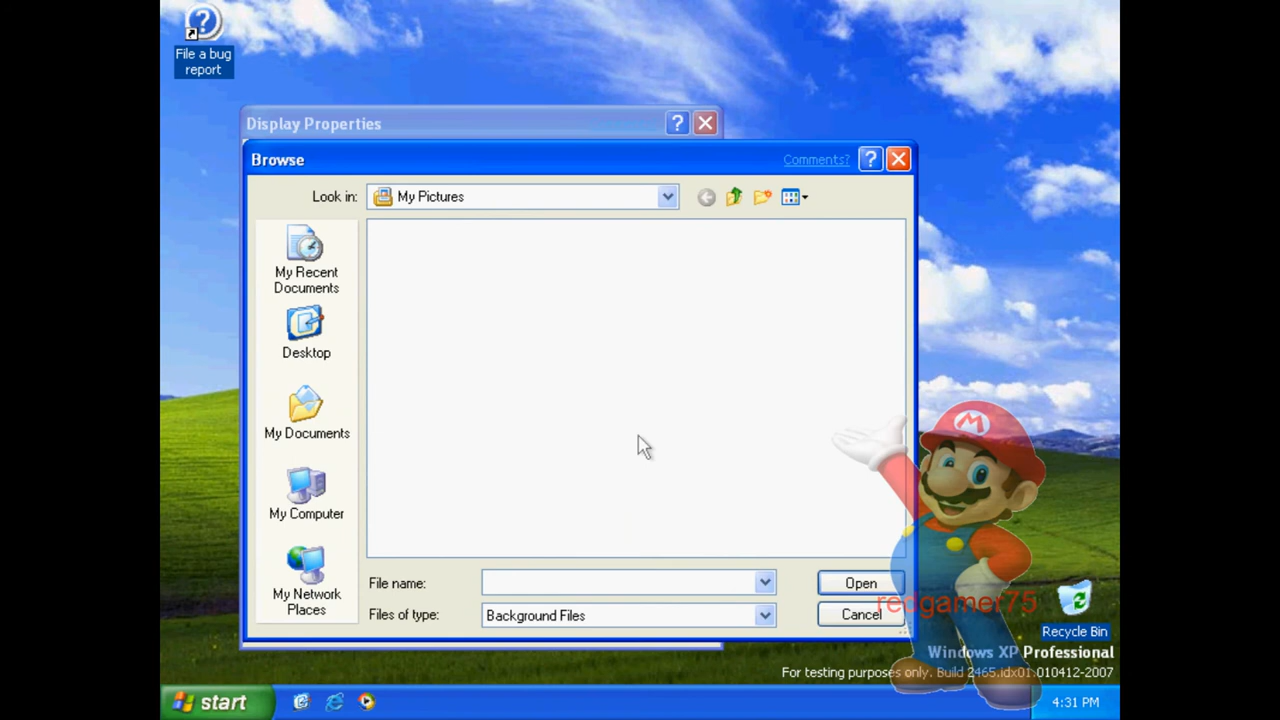 File a bug
report
Display Properties
Browse
Comments?
Look in:
My Pictures
My Recent
Documents
Desktop
My Documents
My Computer
My Network
Places
File name:
Open
Files of type:
Background Files
Cancel
redgamer75
M
Recycle Bin
Windows XP Professional
For testing purposes only. Build 2465.idx01.010412-2007
start
4:31 PM